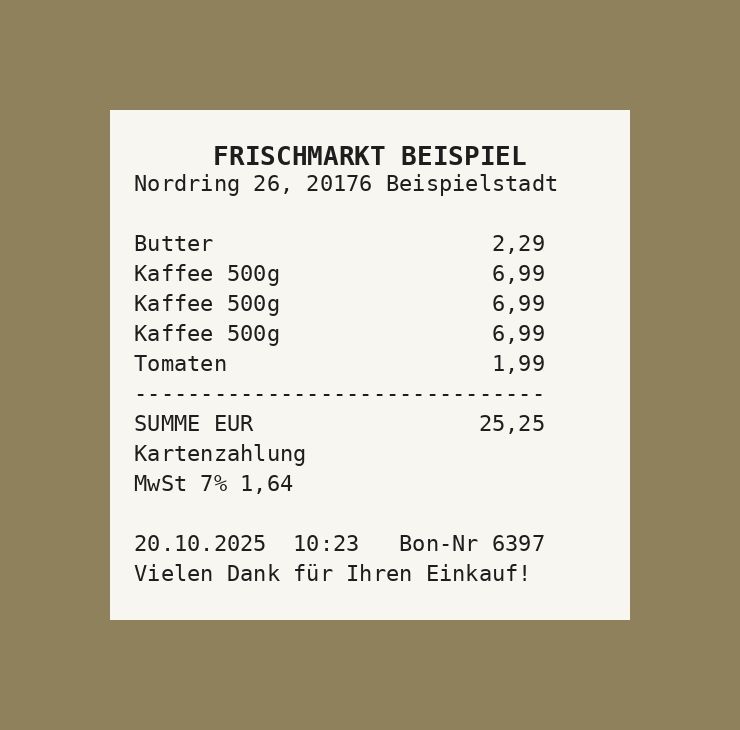 FRISCHMARKT BEISPIEL
Nordring 26, 20176 Beispielstadt
Butter 2,29
Kaffee 500g 6,99
Kaffee 500g 6,99
Kaffee 500g 6,99
Tomaten 1,99
-------------------------------
SUMME EUR 25,25
Kartenzahlung
MwSt 7% 1,64
20.10.2025 10:23 Bon-Nr 6397
Vielen Dank für Ihren Einkauf!